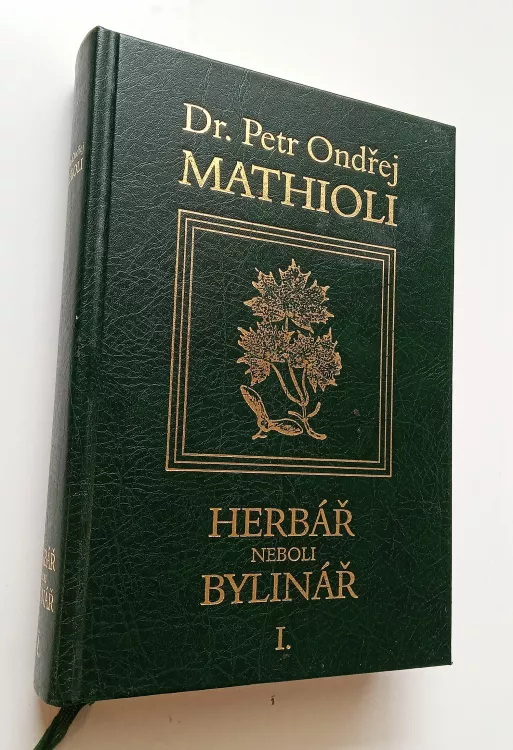 Dr. Petr Ondřej
MATHIOLI
HERBÁŘ
NEBOLI
BYLINÁŘ
I.